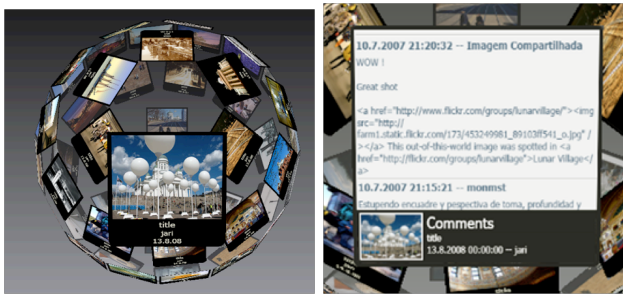 title
jari
13.8.08
10.7.2007 21:20:32 -- Imagem Compartilhada
WOW !
Great shot
<a href="http://www.flickr.com/groups/lunarvillage/"><img
src="http://
farm1.static.flickr.com/173/453249981_89103ff541_o.jpg" /
></a> This out-of-this-world image was spotted in <a
href="http://flickr.com/groups/lunarvillage">Lunar Village</
a>
10.7.2007 21:15:21 -- monmst
Estupendo encuadre y pespectiva de toma, profundidad y
Comments
title
13.8.2008 00:00:00 -- jari